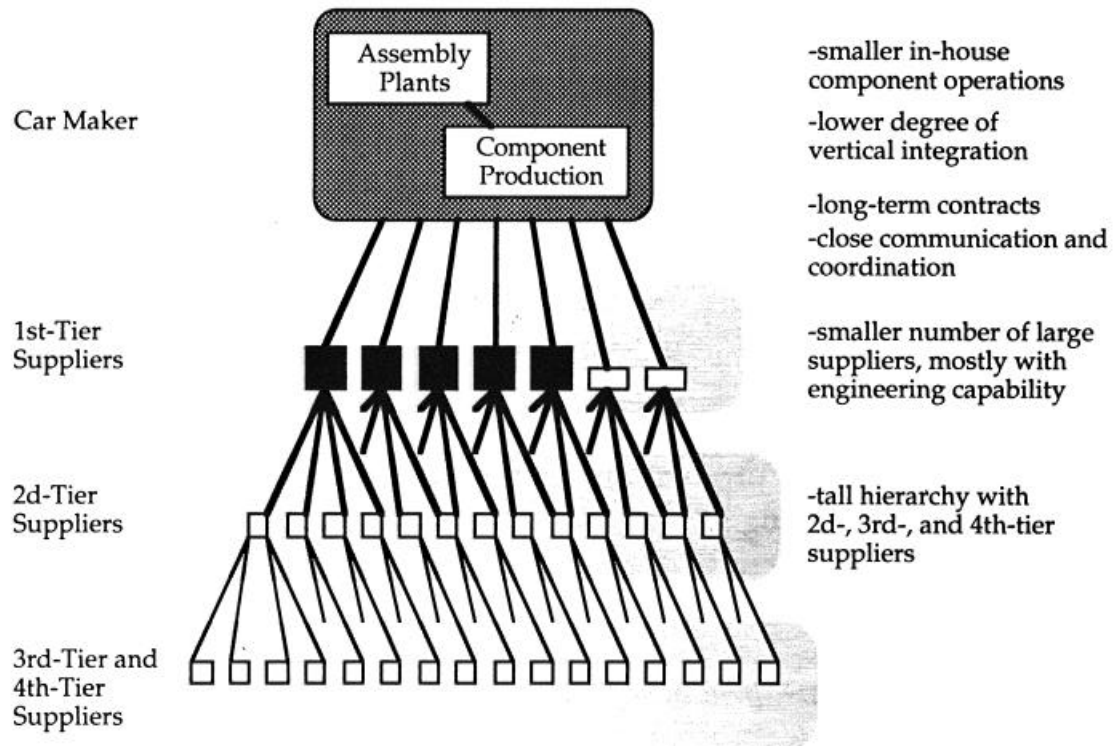 Assembly
Plants
Component
Production
Car Maker
-smaller in-house
component operations
-lower degree of
vertical integration
-long-term contracts
-close communication and
coordination
1st-Tier
Suppliers
-smaller number of large
suppliers, mostly with
engineering capability
2d-Tier
Suppliers
-tall hierarchy with
2d-, 3rd-, and 4th-tier
suppliers
3rd-Tier and
4th-Tier
Suppliers